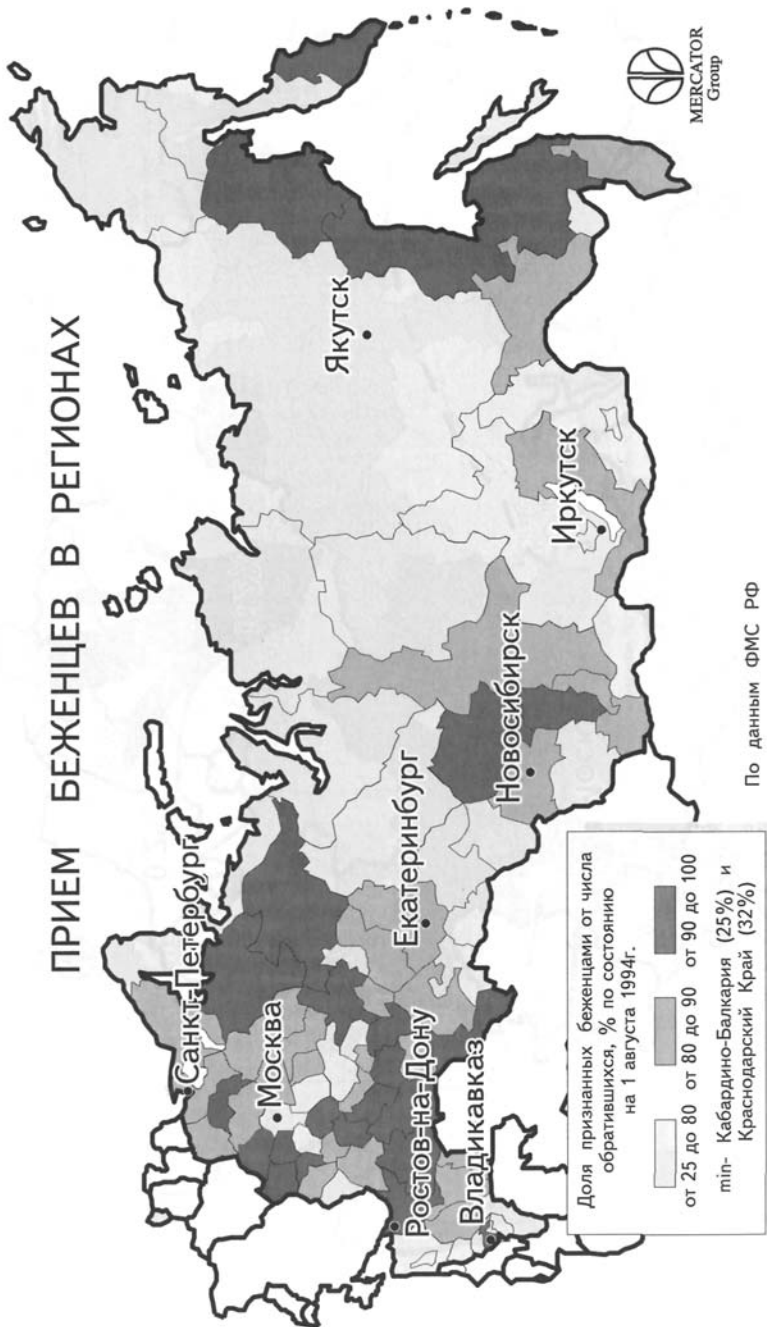 ПРИЕМ БЕЖЕНЦЕВ В РЕГИОНАХ
Санкт-Петербург
Москва
Екатеринбург
Ростов-на-Дону
Владикавказ
Новосибирск
Иркутск
Якутск
Доля признанных беженцами от числа
обратившихся, % по состоянию
на 1 августа 1994г.
от 25 до 80 от 80 до 90 от 90 до 100
min- Кабардино-Балкария (25%) и
Краснодарский Край (32%)
По данным ФМС РФ
MERCATOR
Group